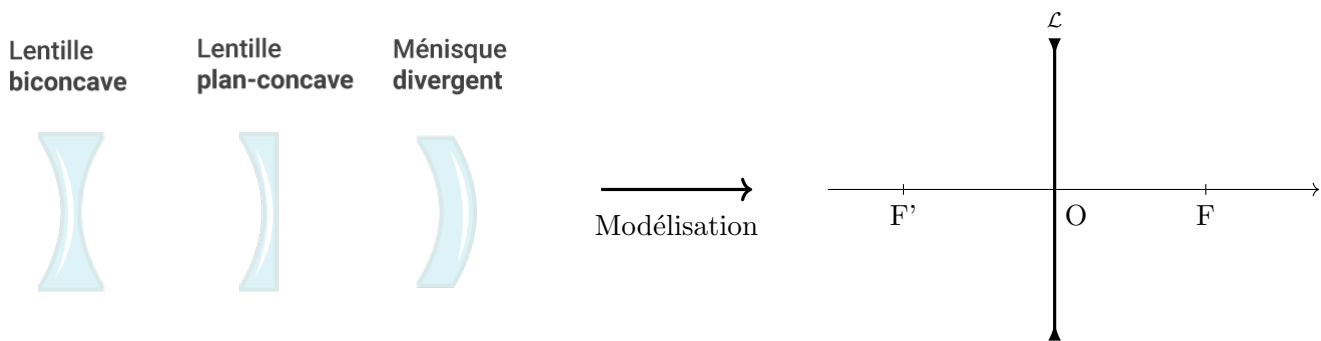 Lentille
biconcave
Lentille
plan-concave
Ménisque
divergent
Modélisation
ℒ
F’
O
F